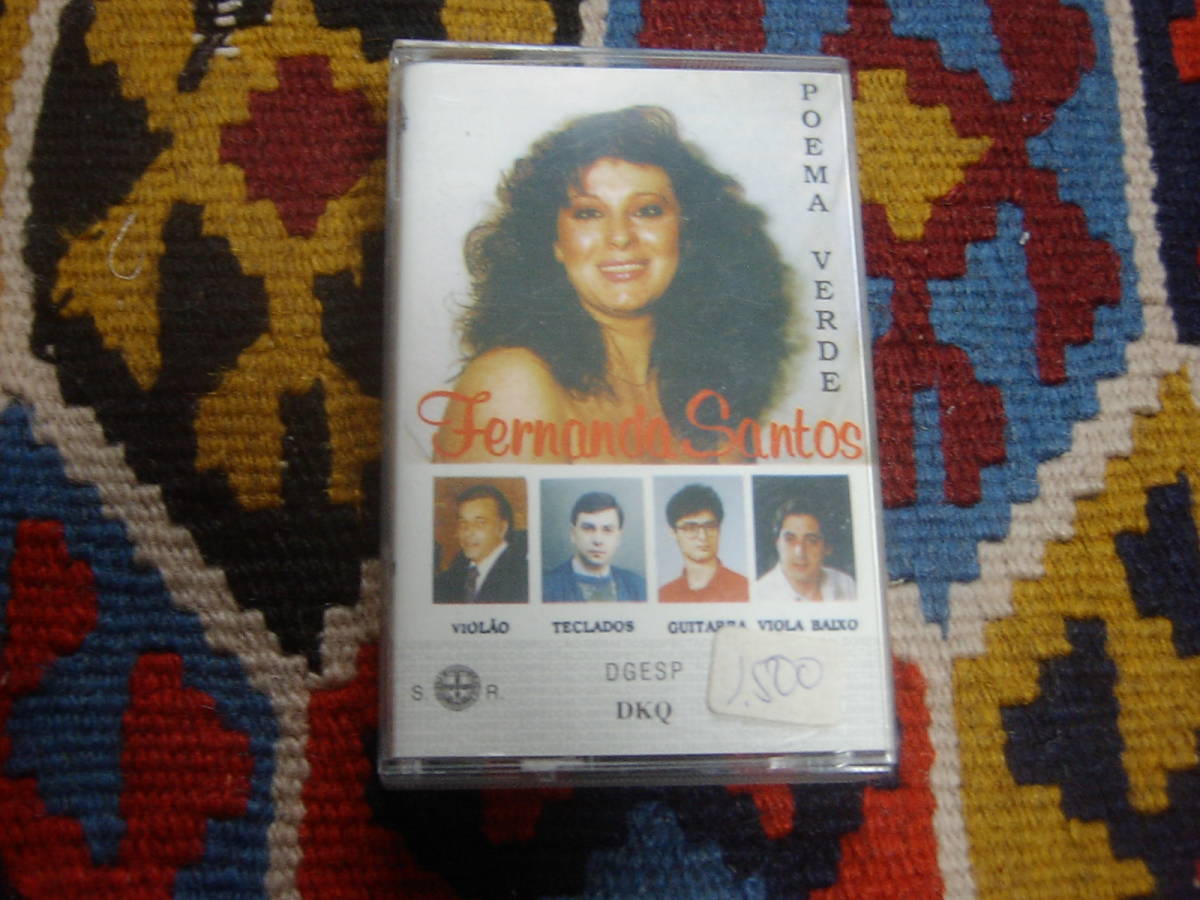 POEMA VERDE
Fernanda Santos
VIOLÃO TECLADOS GUITARRA VIOLA BAIXO
S. R.
DGESP
DKQ
1.500